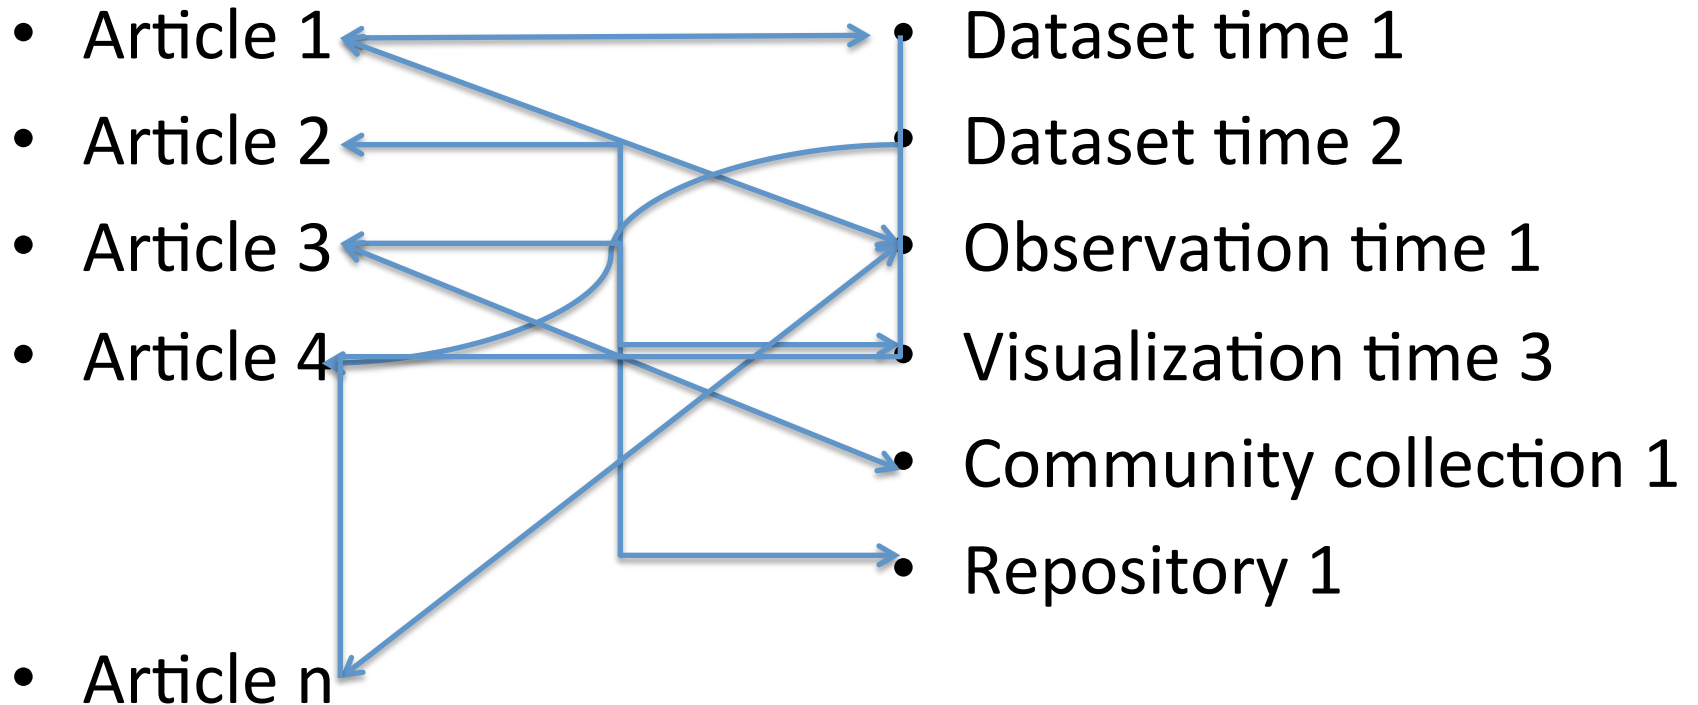 • Article 1
• Article 2
• Article 3
• Article 4
• Article n
• Dataset time 1
• Dataset time 2
• Observation time 1
• Visualization time 3
• Community collection 1
• Repository 1